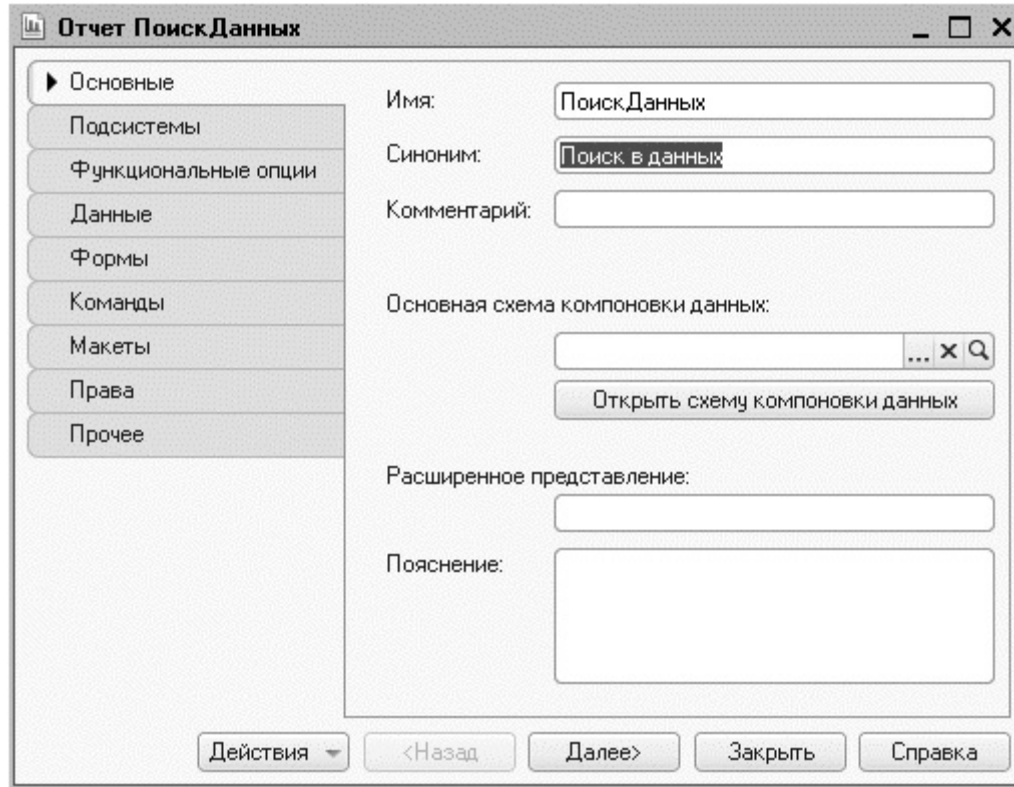 Отчет ПоискДанных
Основные
Подсистемы
Функциональные опции
Данные
Формы
Команды
Макеты
Права
Прочее
Имя: ПоискДанных
Синоним: Поиск в данных
Комментарий:
Основная схема компоновки данных:
...
Открыть схему компоновки данных
Расширенное представление:
Пояснение:
Действия <Назад Далее> Закрыть Справка